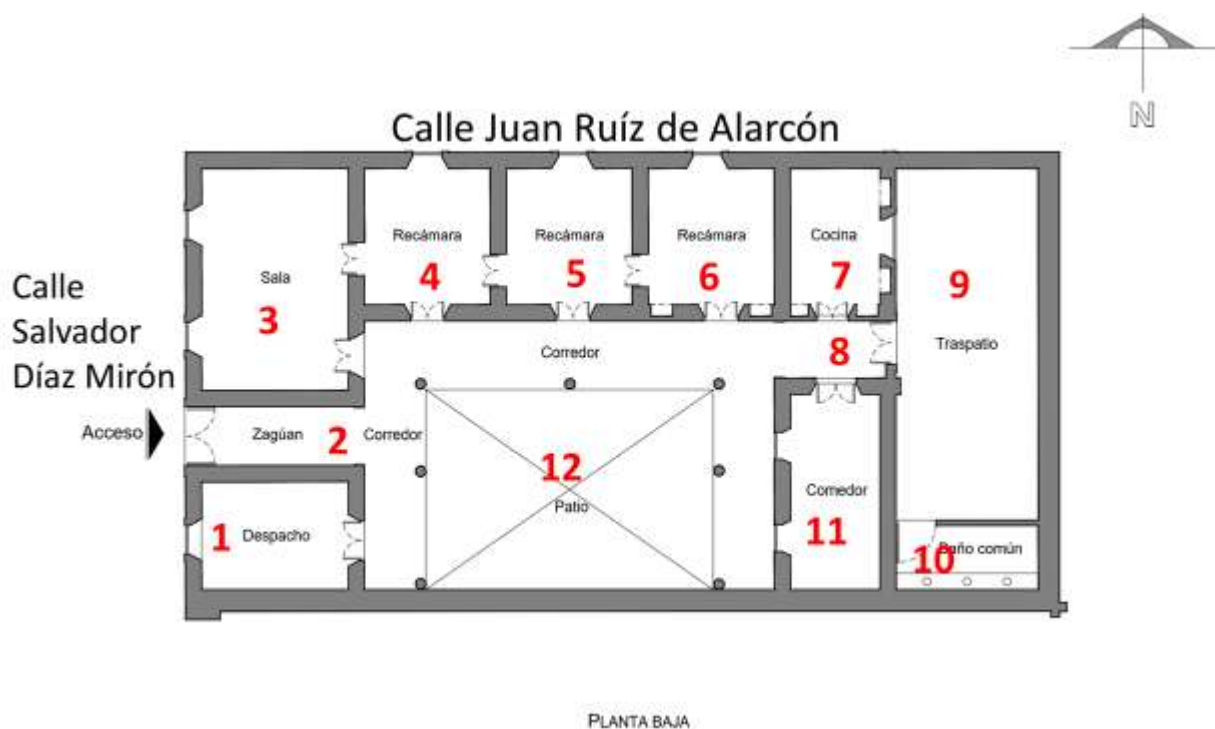 N
Calle Juan Ruíz de Alarcón
Recámara
Recámara
Recámara
Cocina
4
5
6
7
9
Sala
3
Calle
Salvador
Díaz Mirón
Traspatio
8
Corredor
Acceso
Zagúan
2
Corredor
12
Patio
Comedor
11
1
Despacho
Baño común
10
PLANTA BAJA